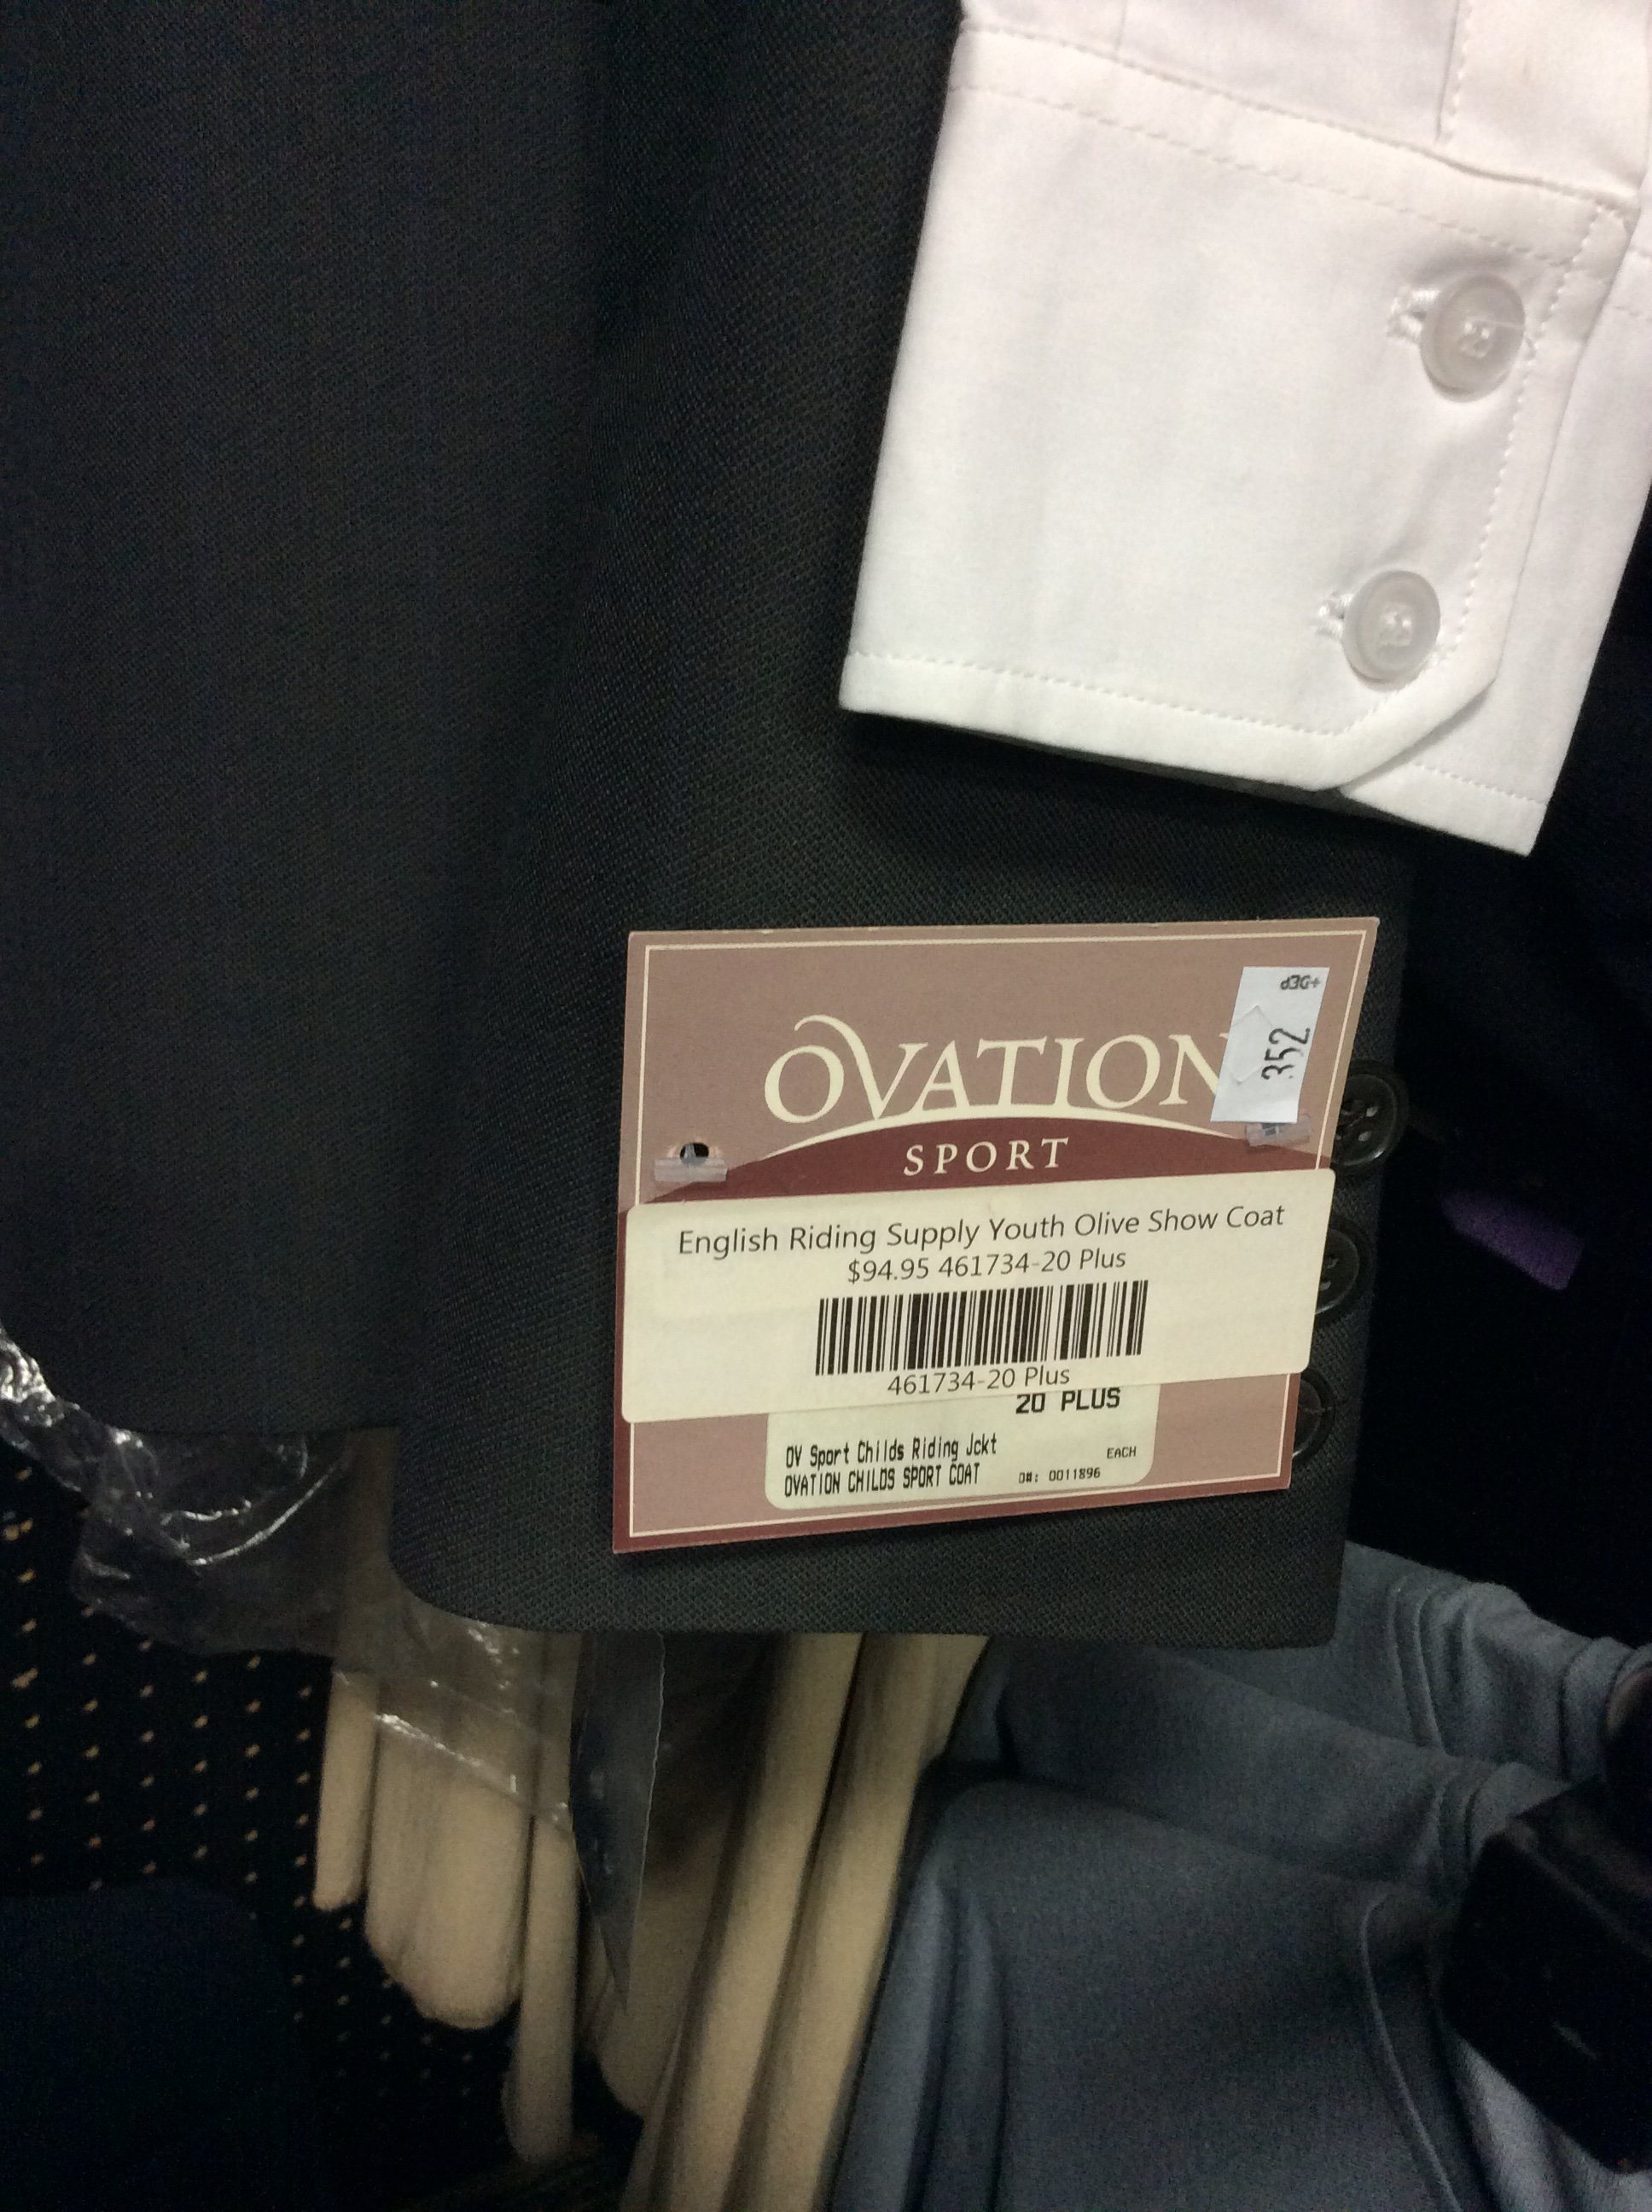 OVATION
SPORT
+DEP
352
English Riding Supply Youth Olive Show Coat
$94.95 461734-20 Plus
461734-20 Plus
20 PLUS
OV Sport Childs Riding Jckt
EACH
OVATION CHILDS SPORT COAT
O#: 0011896